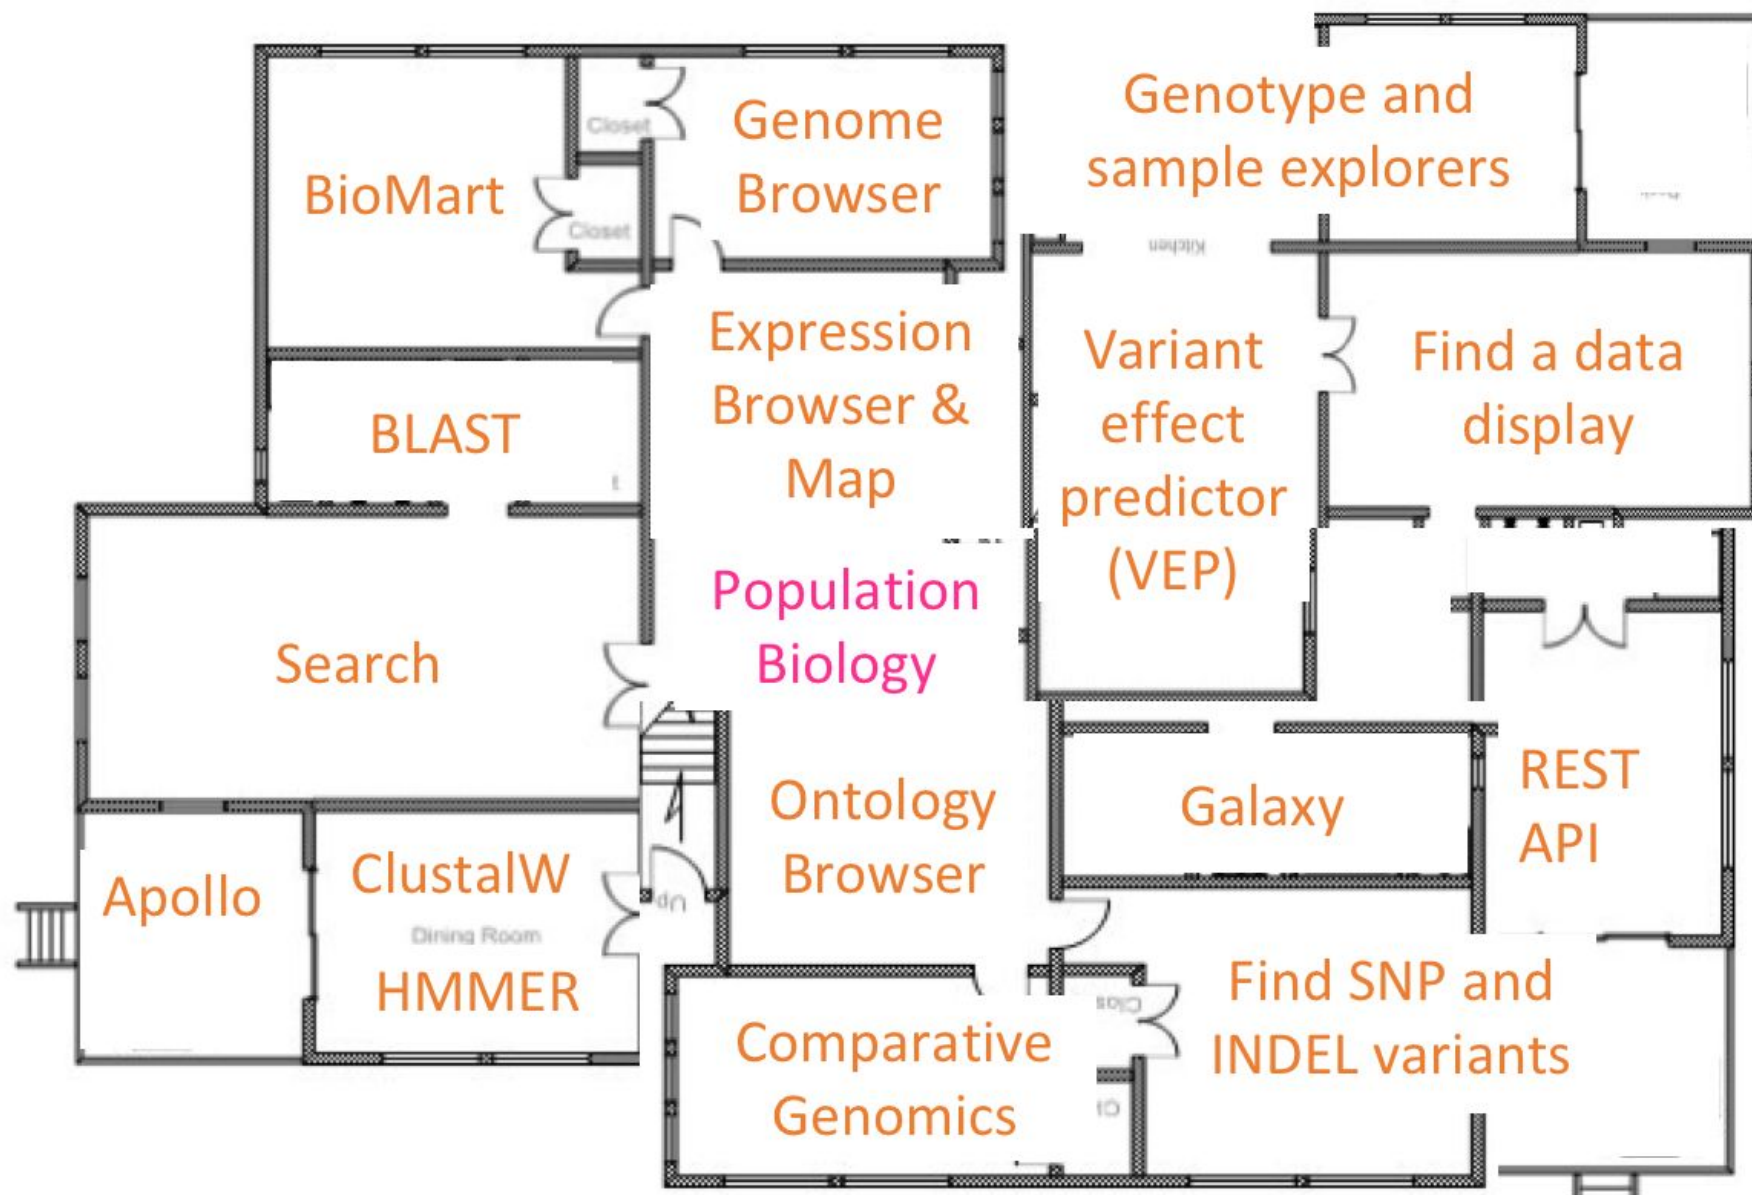 BioMart
Closet
Closet
Genome
Browser
Genotype and
sample explorers
Kitchen
Expression
Browser &
Map
Variant
effect
predictor
(VEP)
Find a data
display
BLAST
Population
Biology
Search
Ontology
Browser
Galaxy
REST
API
Apollo
ClustalW
Dining Room
HMMER
Up
Comparative
Genomics
Find SNP and
INDEL variants